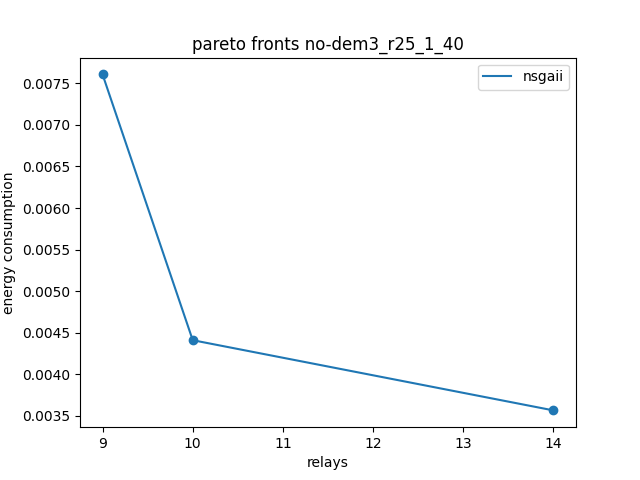 pareto fronts no-dem3_r25_1_40
nsgaii
energy consumption
0.0075
0.0070
0.0065
0.0060
0.0055
0.0050
0.0045
0.0040
0.0035
9 10 11 12 13 14
relays